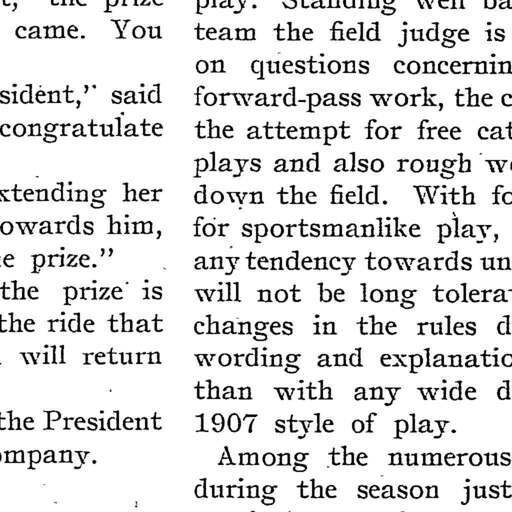 the prize
came. You
sident," said
congratulate
xtending her
owards him,
e prize."
the prize is
the ride that
will return
the President
ompany.
play. Standing well ba
team the field judge is
on questions concernin
forward-pass work, the c
the attempt for free cat
plays and also rough we
down the field. With fo
for sportsmanlike play,
any tendency towards un
will not be long tolera
changes in the rules d
wording and explanatio
than with any wide d
1907 style of play.
Among the numerous
during the season just